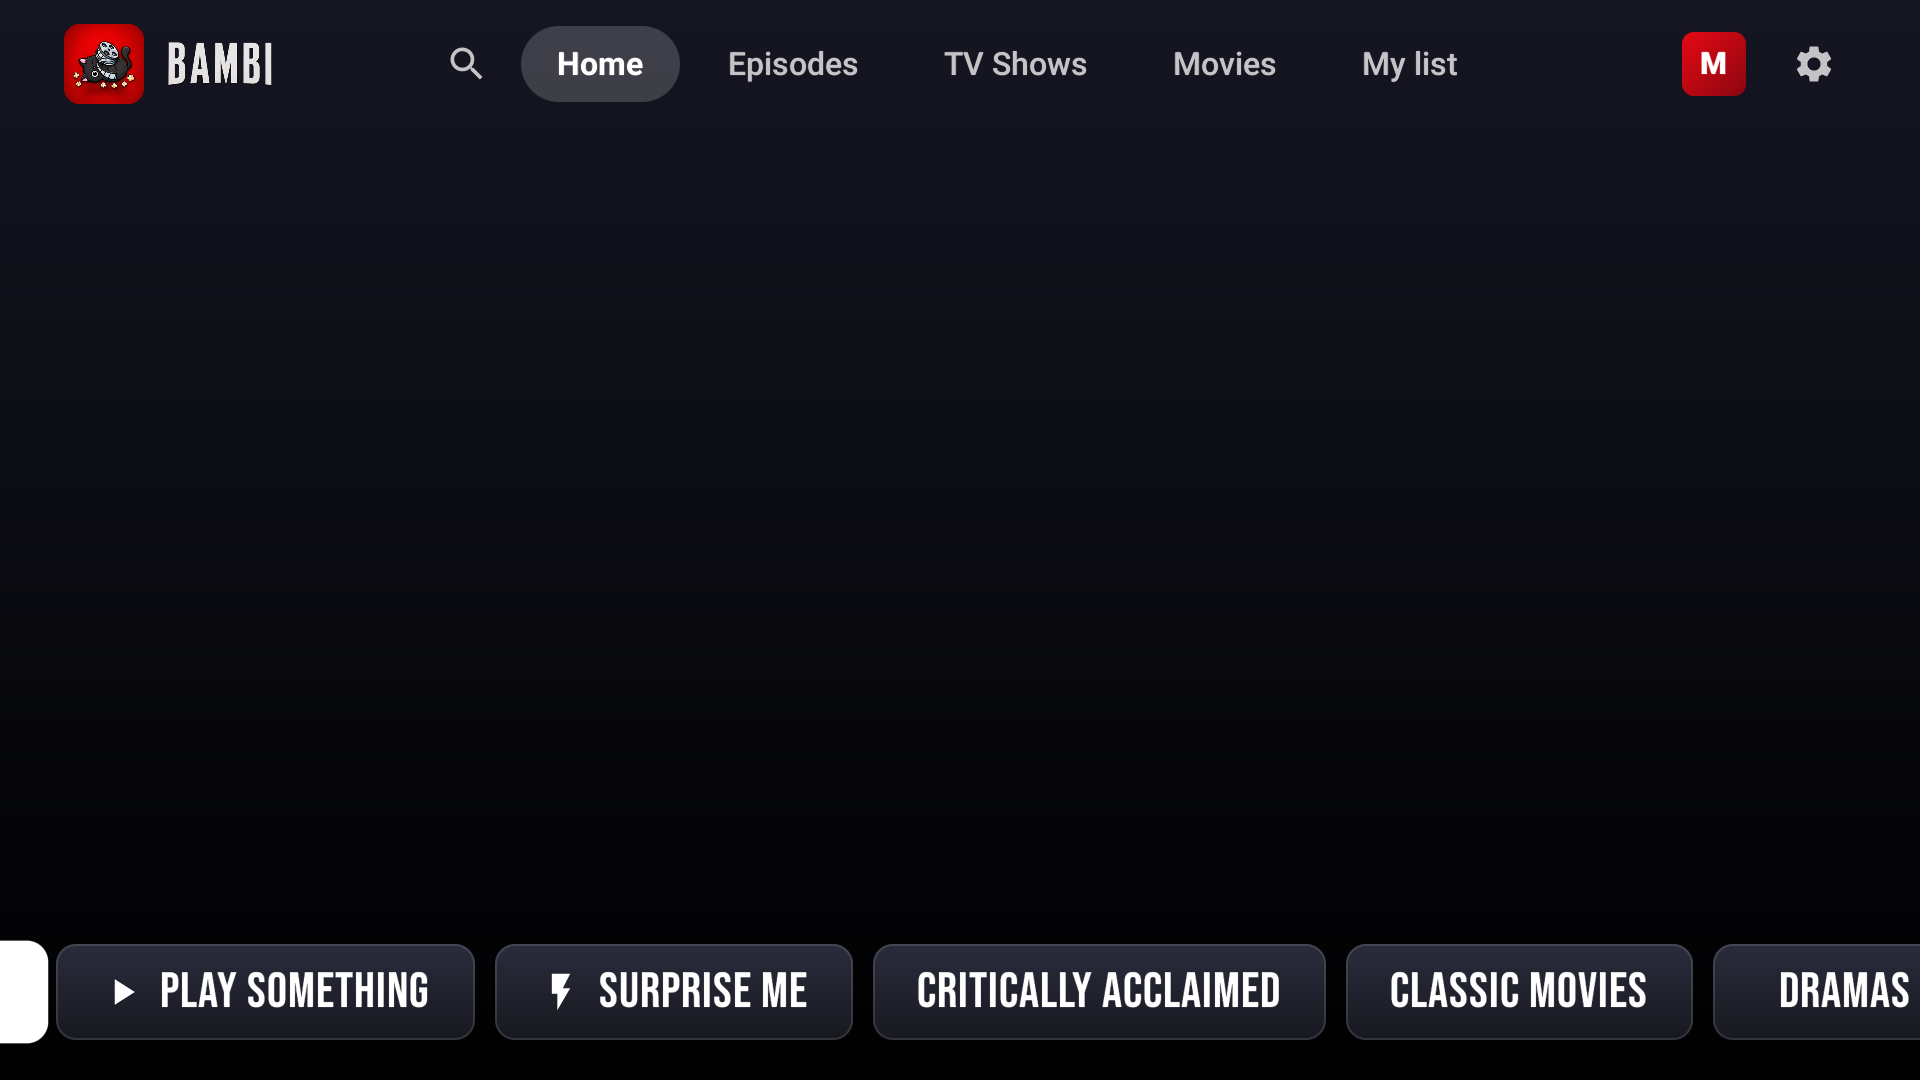 BAMBI
Home
Episodes
TV Shows
Movies
My list
M
PLAY SOMETHING
SURPRISE ME
CRITICALLY ACCLAIMED
CLASSIC MOVIES
DRAMAS